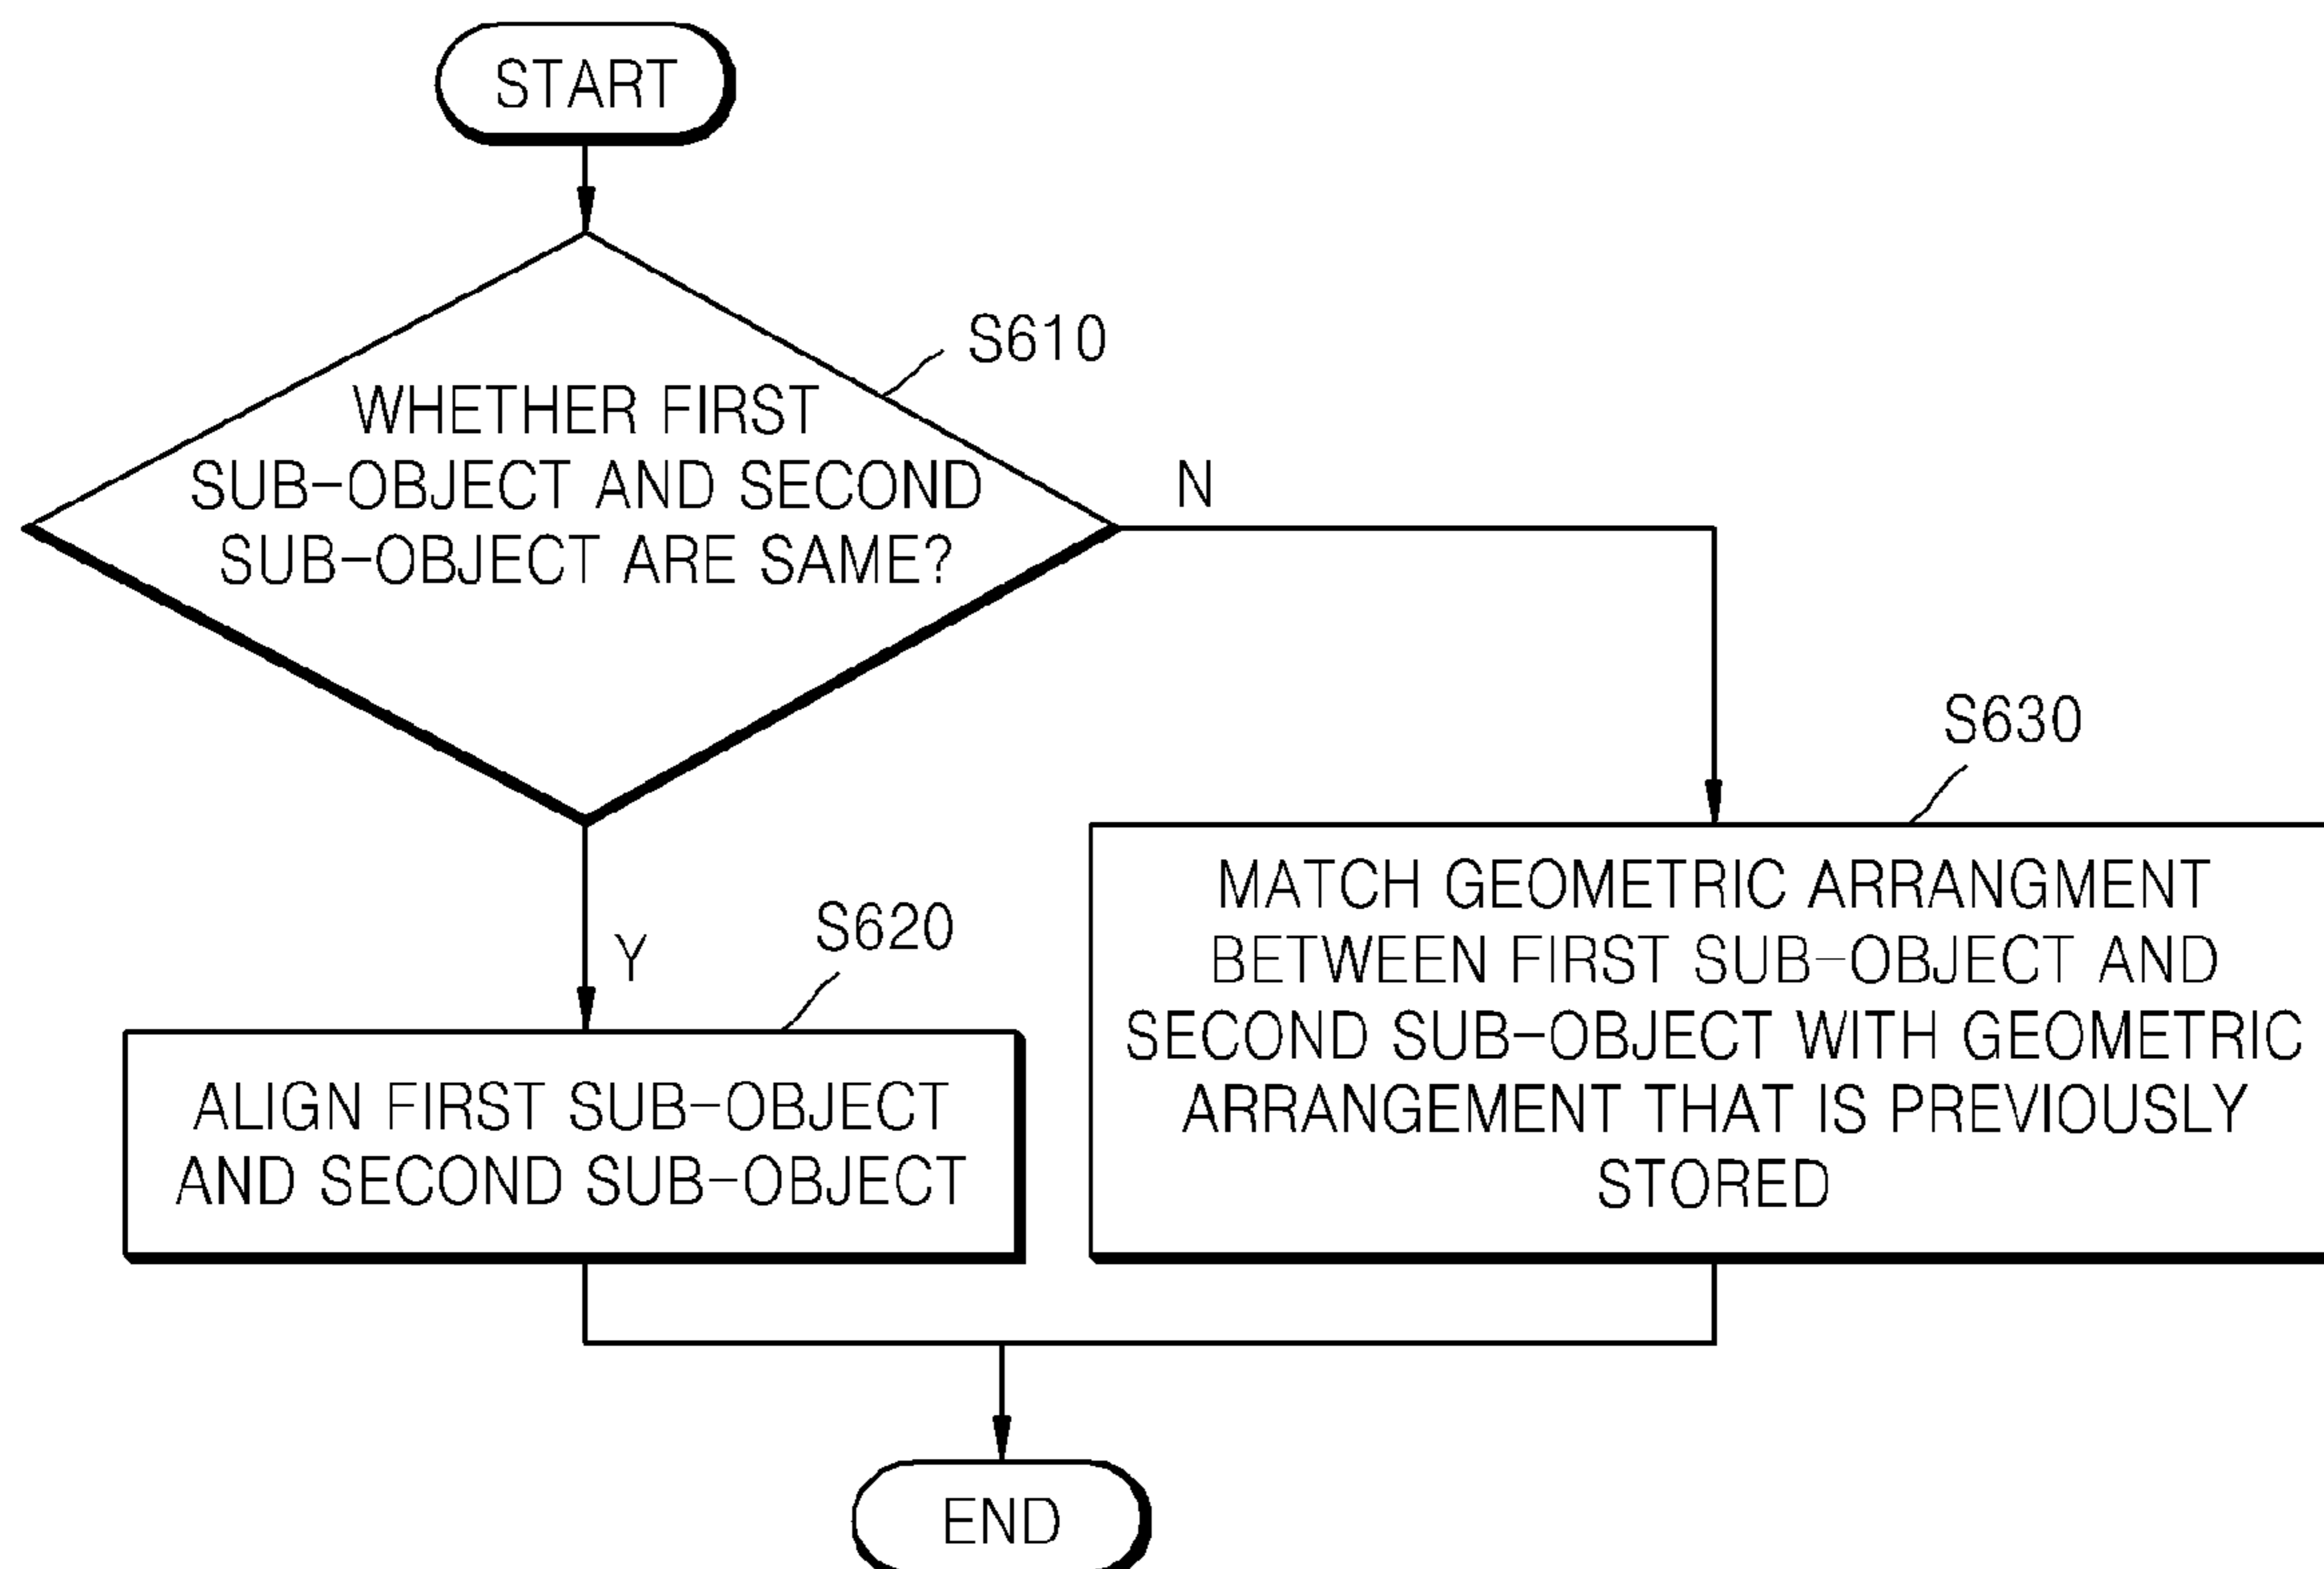 START
S610
WHETHER FIRST
SUB-OBJECT AND SECOND
SUB-OBJECT ARE SAME?
N
Y
S620
ALIGN FIRST SUB-OBJECT
AND SECOND SUB-OBJECT
S630
MATCH GEOMETRIC ARRANGMENT
BETWEEN FIRST SUB-OBJECT AND
SECOND SUB-OBJECT WITH GEOMETRIC
ARRANGEMENT THAT IS PREVIOUSLY
STORED
END